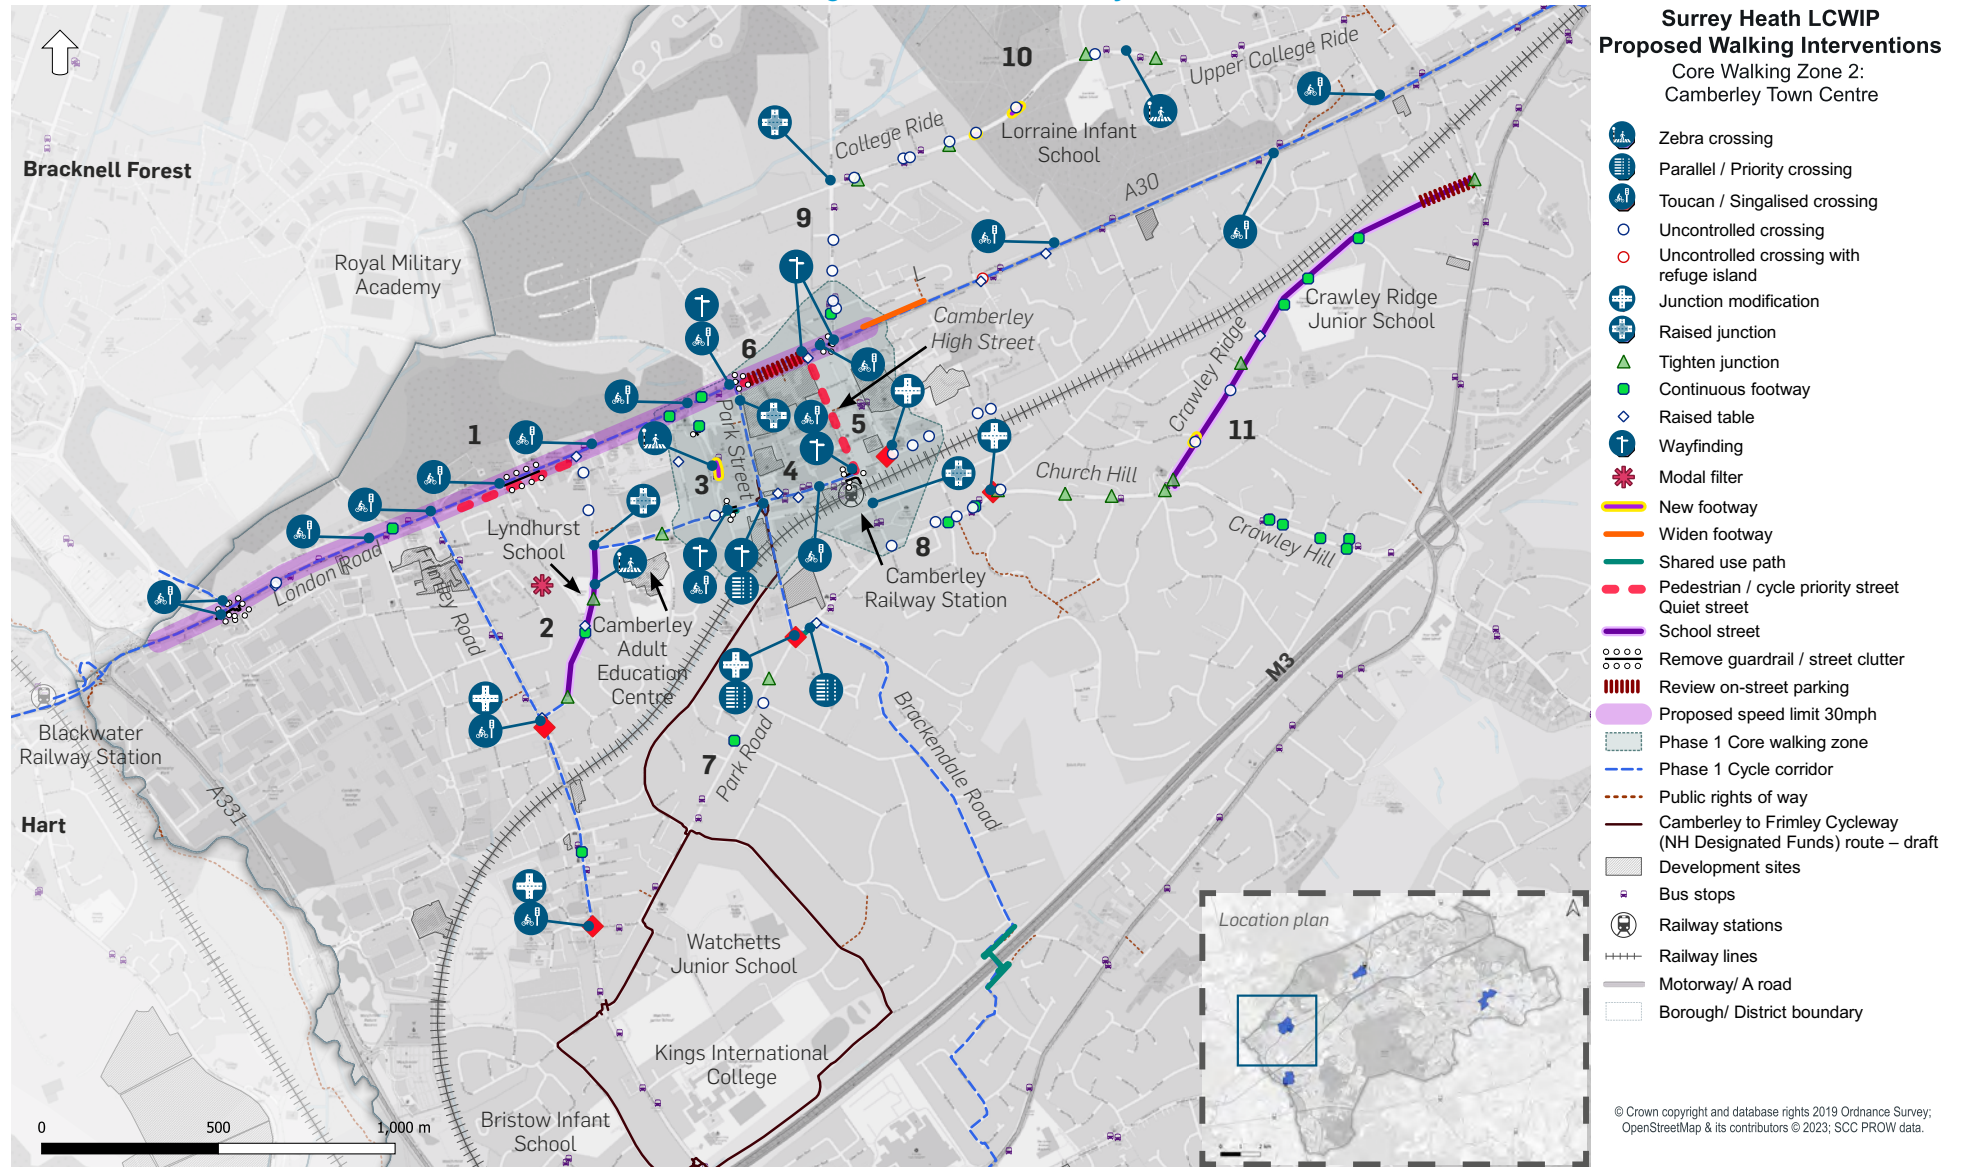 Surrey Heath LCWIP
Proposed Walking Interventions
Core Walking Zone 2:
Camberley Town Centre
Zebra crossing
Parallel / Priority crossing
Toucan / Singalised crossing
Uncontrolled crossing
Uncontrolled crossing with
refuge island
Junction modification
Raised junction
Tighten junction
Continuous footway
Raised table
Wayfinding
Modal filter
New footway
Widen footway
Shared use path
Pedestrian / cycle priority street
Quiet street
School street
Remove guardrail / street clutter
Review on-street parking
Proposed speed limit 30mph
Phase 1 Core walking zone
Phase 1 Cycle corridor
Public rights of way
Camberley to Frimley Cycleway
(NH Designated Funds) route – draft
Development sites
Bus stops
Railway stations
Railway lines
Motorway/ A road
Borough/ District boundary
© Crown copyright and database rights 2019 Ordnance Survey;
OpenStreetMap & its contributors © 2023; SCC PROW data.
10
Upper College Ride
College Ride
Lorraine Infant
School
Bracknell Forest
A30
9
Royal Military
Academy
Camberley
High Street
Crawley Ridge
Junior School
6
Crawley Ridge
Park Street
5
1
11
4
3
Church Hill
Lyndhurst
School
Crawley Hill
8
London Road
Frimley Road
Camberley
Railway Station
2
Camberley
Adult
Education
Centre
M3
Brackendale Road
Blackwater
Railway Station
7
Park Road
A331
Hart
Watchetts
Junior School
Kings International
College
Bristow Infant
School
Location plan
0 500 1,000 m